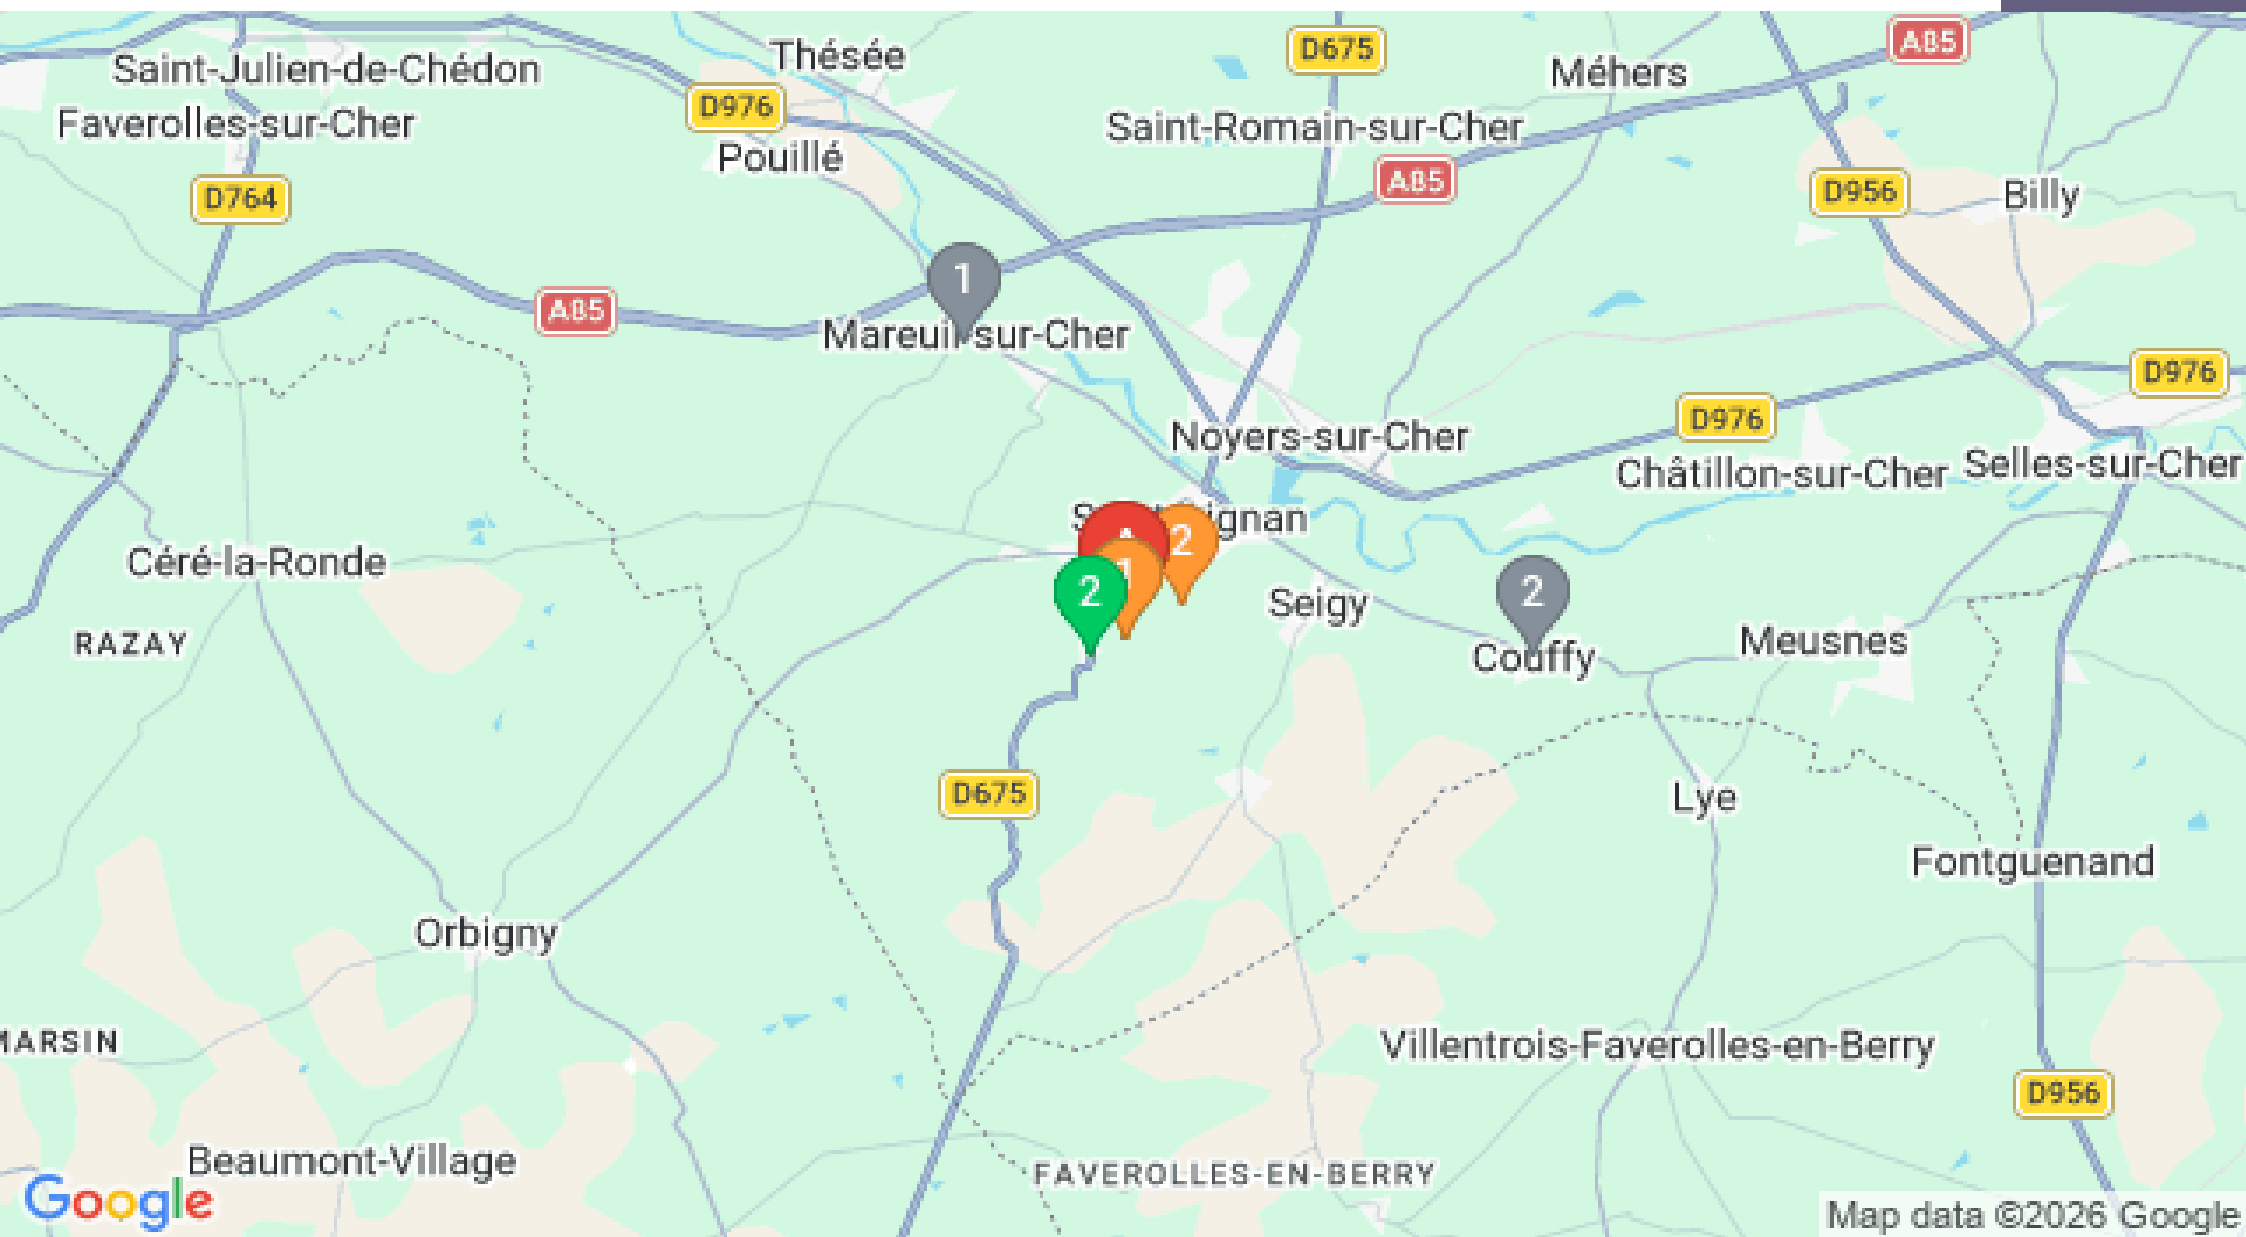 Thésée
D675
A85
Saint-Julien-de-Chédon
Méhers
D976
Faverolles-sur-Cher
Saint-Romain-sur-Cher
Pouillé
A85
D764
D956
Billy
1
A85
Mareuil-sur-Cher
D976
D976
Noyers-sur-Cher
Châtillon-sur-Cher
Selles-sur-Cher
2
1
2
2
Céré-la-Ronde
Seigy
RAZAY
Couffy
Meusnes
D675
Lye
Fontguenand
Orbigny
MARSIN
Villentrois-Faverolles-en-Berry
D956
Beaumont-Village
FAVEROLLES-EN-BERRY
Google
Map data ©2026 Google